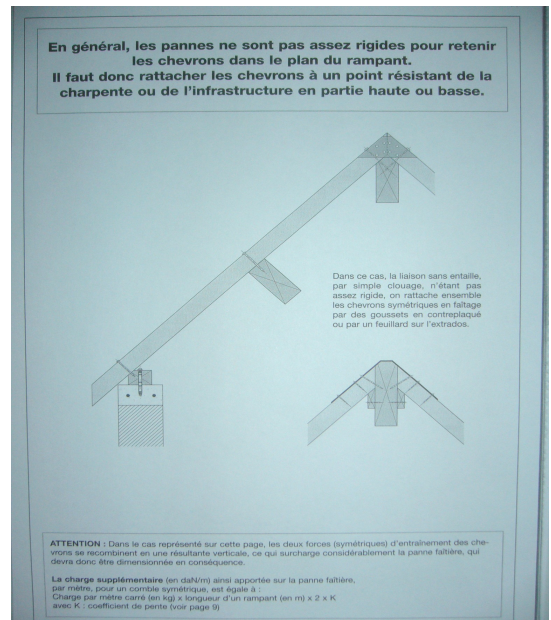 En général, les pannes ne sont pas assez rigides pour retenir
les chevrons dans le plan du rampant.
Il faut donc rattacher les chevrons à un point résistant de la
charpente ou de l'infrastructure en partie haute ou basse.
Dans ce cas, la liaison sans entaille,
par simple clouage, n'étant pas
assez rigide, on rattache ensemble
les chevrons symétriques en faîtage
par des goussets en contreplaqué
ou par un feuillard sur l'extrados.
ATTENTION : Dans le cas représenté sur cette page, les deux forces (symétriques) d'entraînement des che-
vrons se recombinent en une résultante verticale, ce qui surcharge considérablement la panne faîtière, qui
devra donc être dimensionnée en conséquence.
La charge supplémentaire (en daN/m) ainsi apportée sur la panne faîtière,
par mètre, pour un comble symétrique, est égale à :
Charge par mètre carré (en kg) x longueur d'un rampant (en m) x 2 x K
avec K : coefficient de pente (voir page 9)